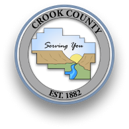 CROOK COUNTY
Serving You
EST. 1882